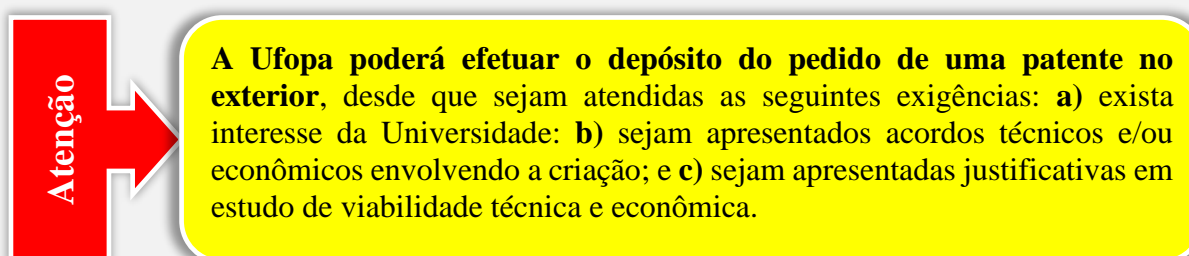 Atenção
A Ufopa poderá efetuar o depósito do pedido de uma patente no
exterior, desde que sejam atendidas as seguintes exigências: a) exista
interesse da Universidade: b) sejam apresentados acordos técnicos e/ou
econômicos envolvendo a criação; e c) sejam apresentadas justificativas em
estudo de viabilidade técnica e econômica.